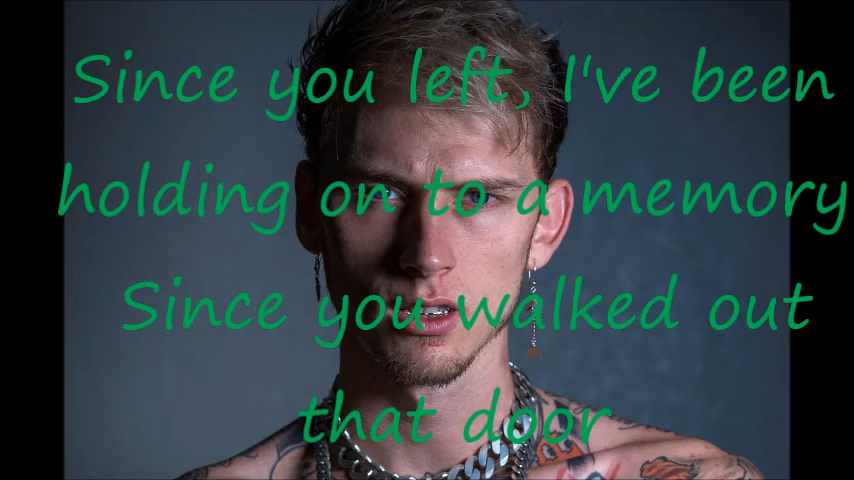 Since you left, I've been
holding on to a memory
Since you walked out
that door